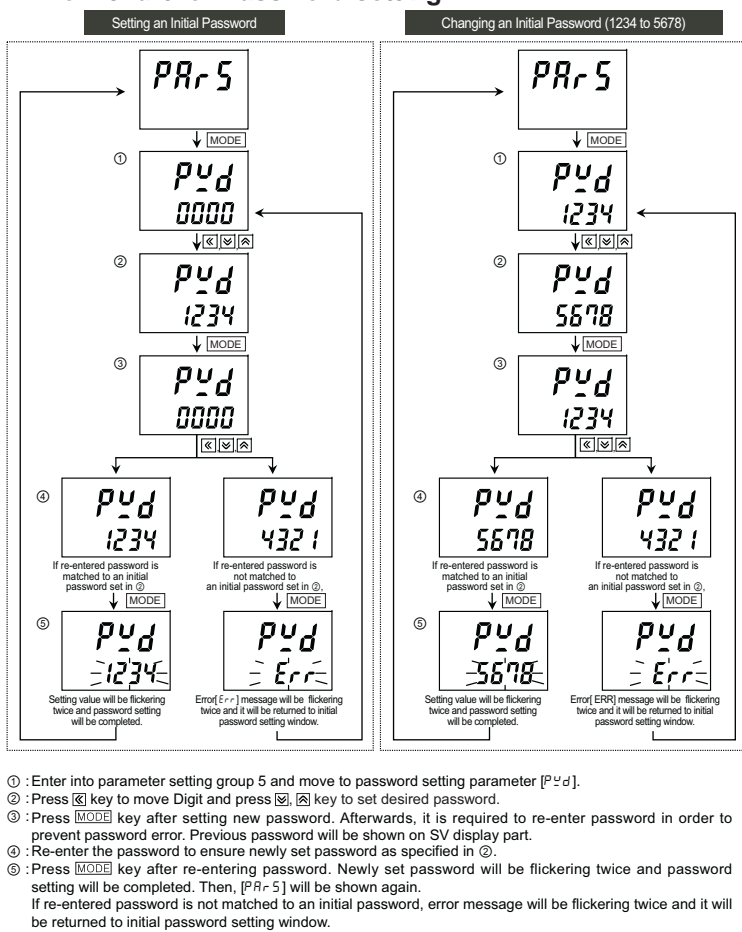 Password setting
Setting an Initial Password
Changing an Initial Password (1234 to 5678)
PArS
MODE
① PWd
0000
«, ︾, ︽
② PWd
1234
MODE
③ PWd
0000
«, ︾, ︽
④ PWd
1234
PWd
4321
If re-entered password is
matched to an initial
password set in ②
If re-entered password is
not matched to
an initial password set in ②,
MODE
MODE
⑤ PWd
1234
PWd
Err
Setting value will be flickering
twice and password setting
will be completed.
Error[Err] message will be flickering
twice and it will be returned to initial
password setting window.
PArS
MODE
① PWd
1234
«, ︾, ︽
② PWd
5678
MODE
③ PWd
1234
«, ︾, ︽
④ PWd
5678
PWd
4321
If re-entered password is
matched to an initial
password set in ②
If re-entered password is
not matched to
an initial password set in ②,
MODE
MODE
⑤ PWd
5678
PWd
Err
Setting value will be flickering
twice and password setting
will be completed.
Error[ ERR] message will be flickering
twice and it will be returned to initial
password setting window.
① : Enter into parameter setting group 5 and move to password setting parameter [PWd].
② : Press « key to move Digit and press ︾, ︽ key to set desired password.
③ : Press MODE key after setting new password. Afterwards, it is required to re-enter password in order to
prevent password error. Previous password will be shown on SV display part.
④ : Re-enter the password to ensure newly set password as specified in ②.
⑤ : Press MODE key after re-entering password. Newly set password will be flickering twice and password
setting will be completed. Then, [PArS] will be shown again.
If re-entered password is not matched to an initial password, error message will be flickering twice and it will
be returned to initial password setting window.